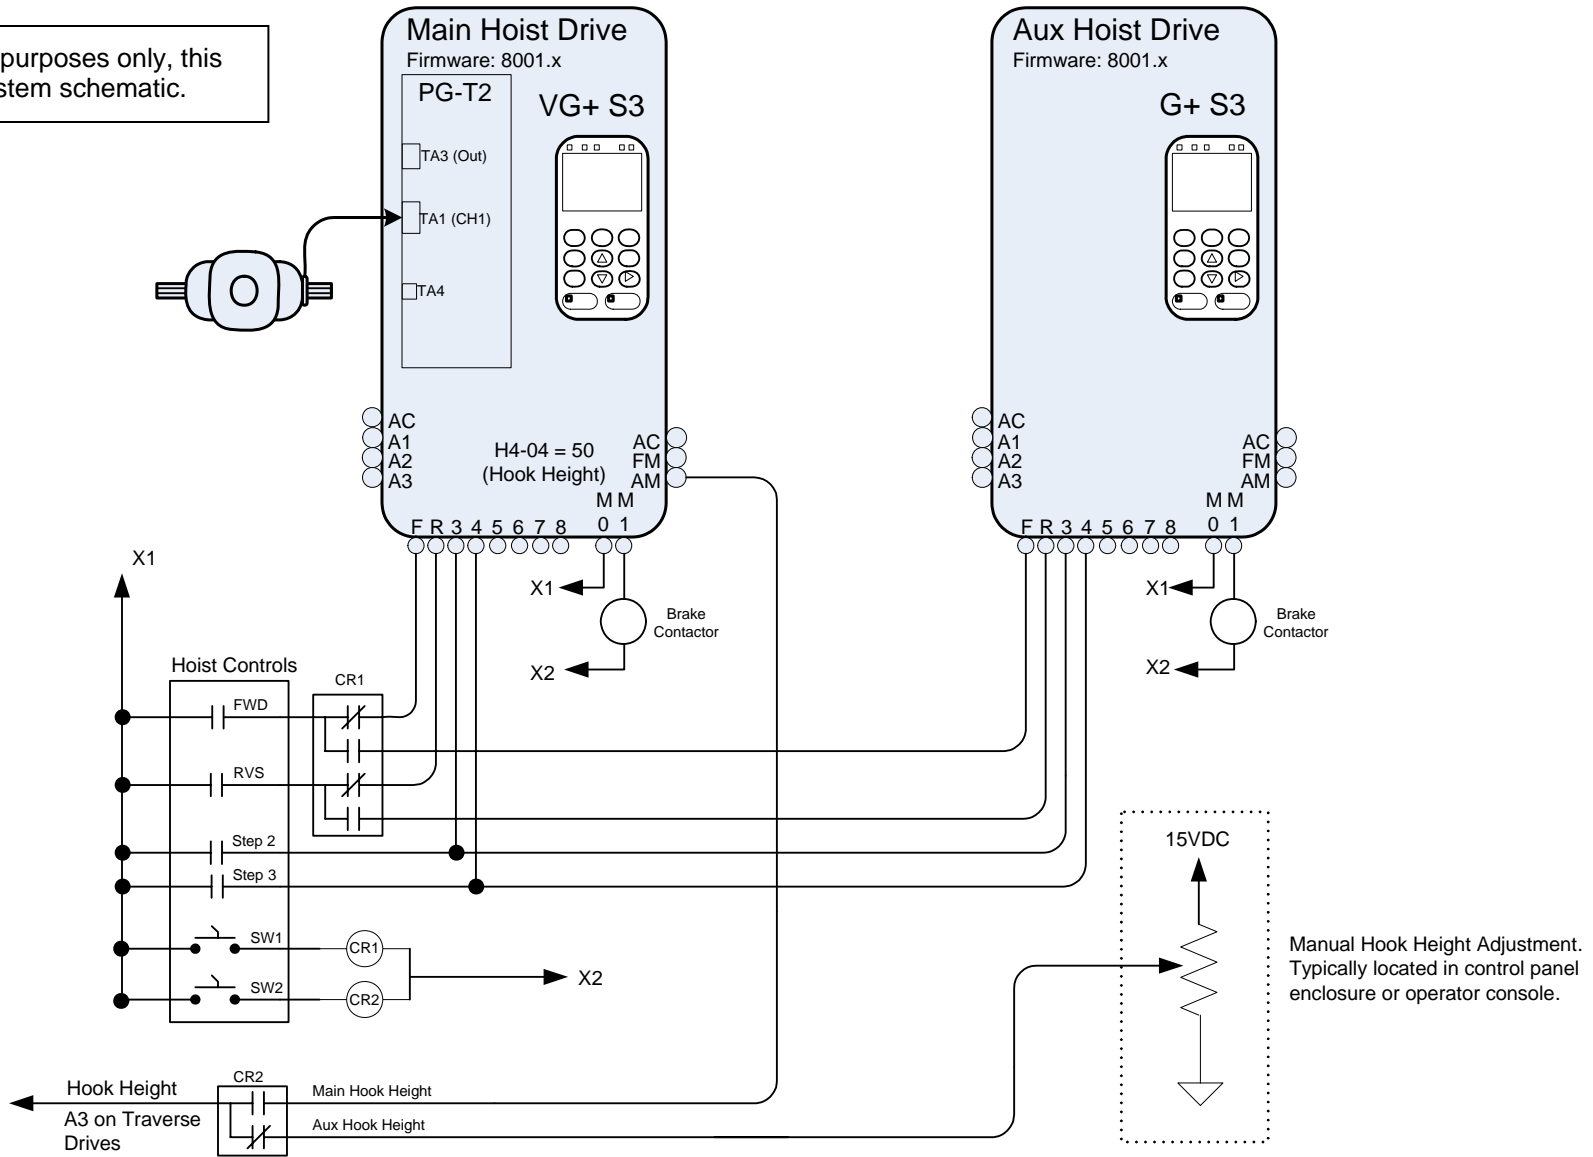 purposes only, this
stem schematic.
Main Hoist Drive
Firmware: 8001.x
PG-T2
VG+ S3
TA3 (Out)
TA1 (CH1)
TA4
AC
A1
A2
A3
H4-04 = 50
(Hook Height)
AC
FM
AM
M M
0 1
F R 3 4 5 6 7 8
X1
Brake
Contactor
X2
Aux Hoist Drive
Firmware: 8001.x
G+ S3
AC
A1
A2
A3
AC
FM
AM
M M
0 1
F R 3 4 5 6 7 8
X1
Brake
Contactor
X2
X1
Hoist Controls
CR1
FWD
RVS
Step 2
Step 3
SW1
CR1
SW2
CR2
X2
15VDC
Manual Hook Height Adjustment.
Typically located in control panel
enclosure or operator console.
Hook Height
A3 on Traverse
Drives
CR2
Main Hook Height
Aux Hook Height